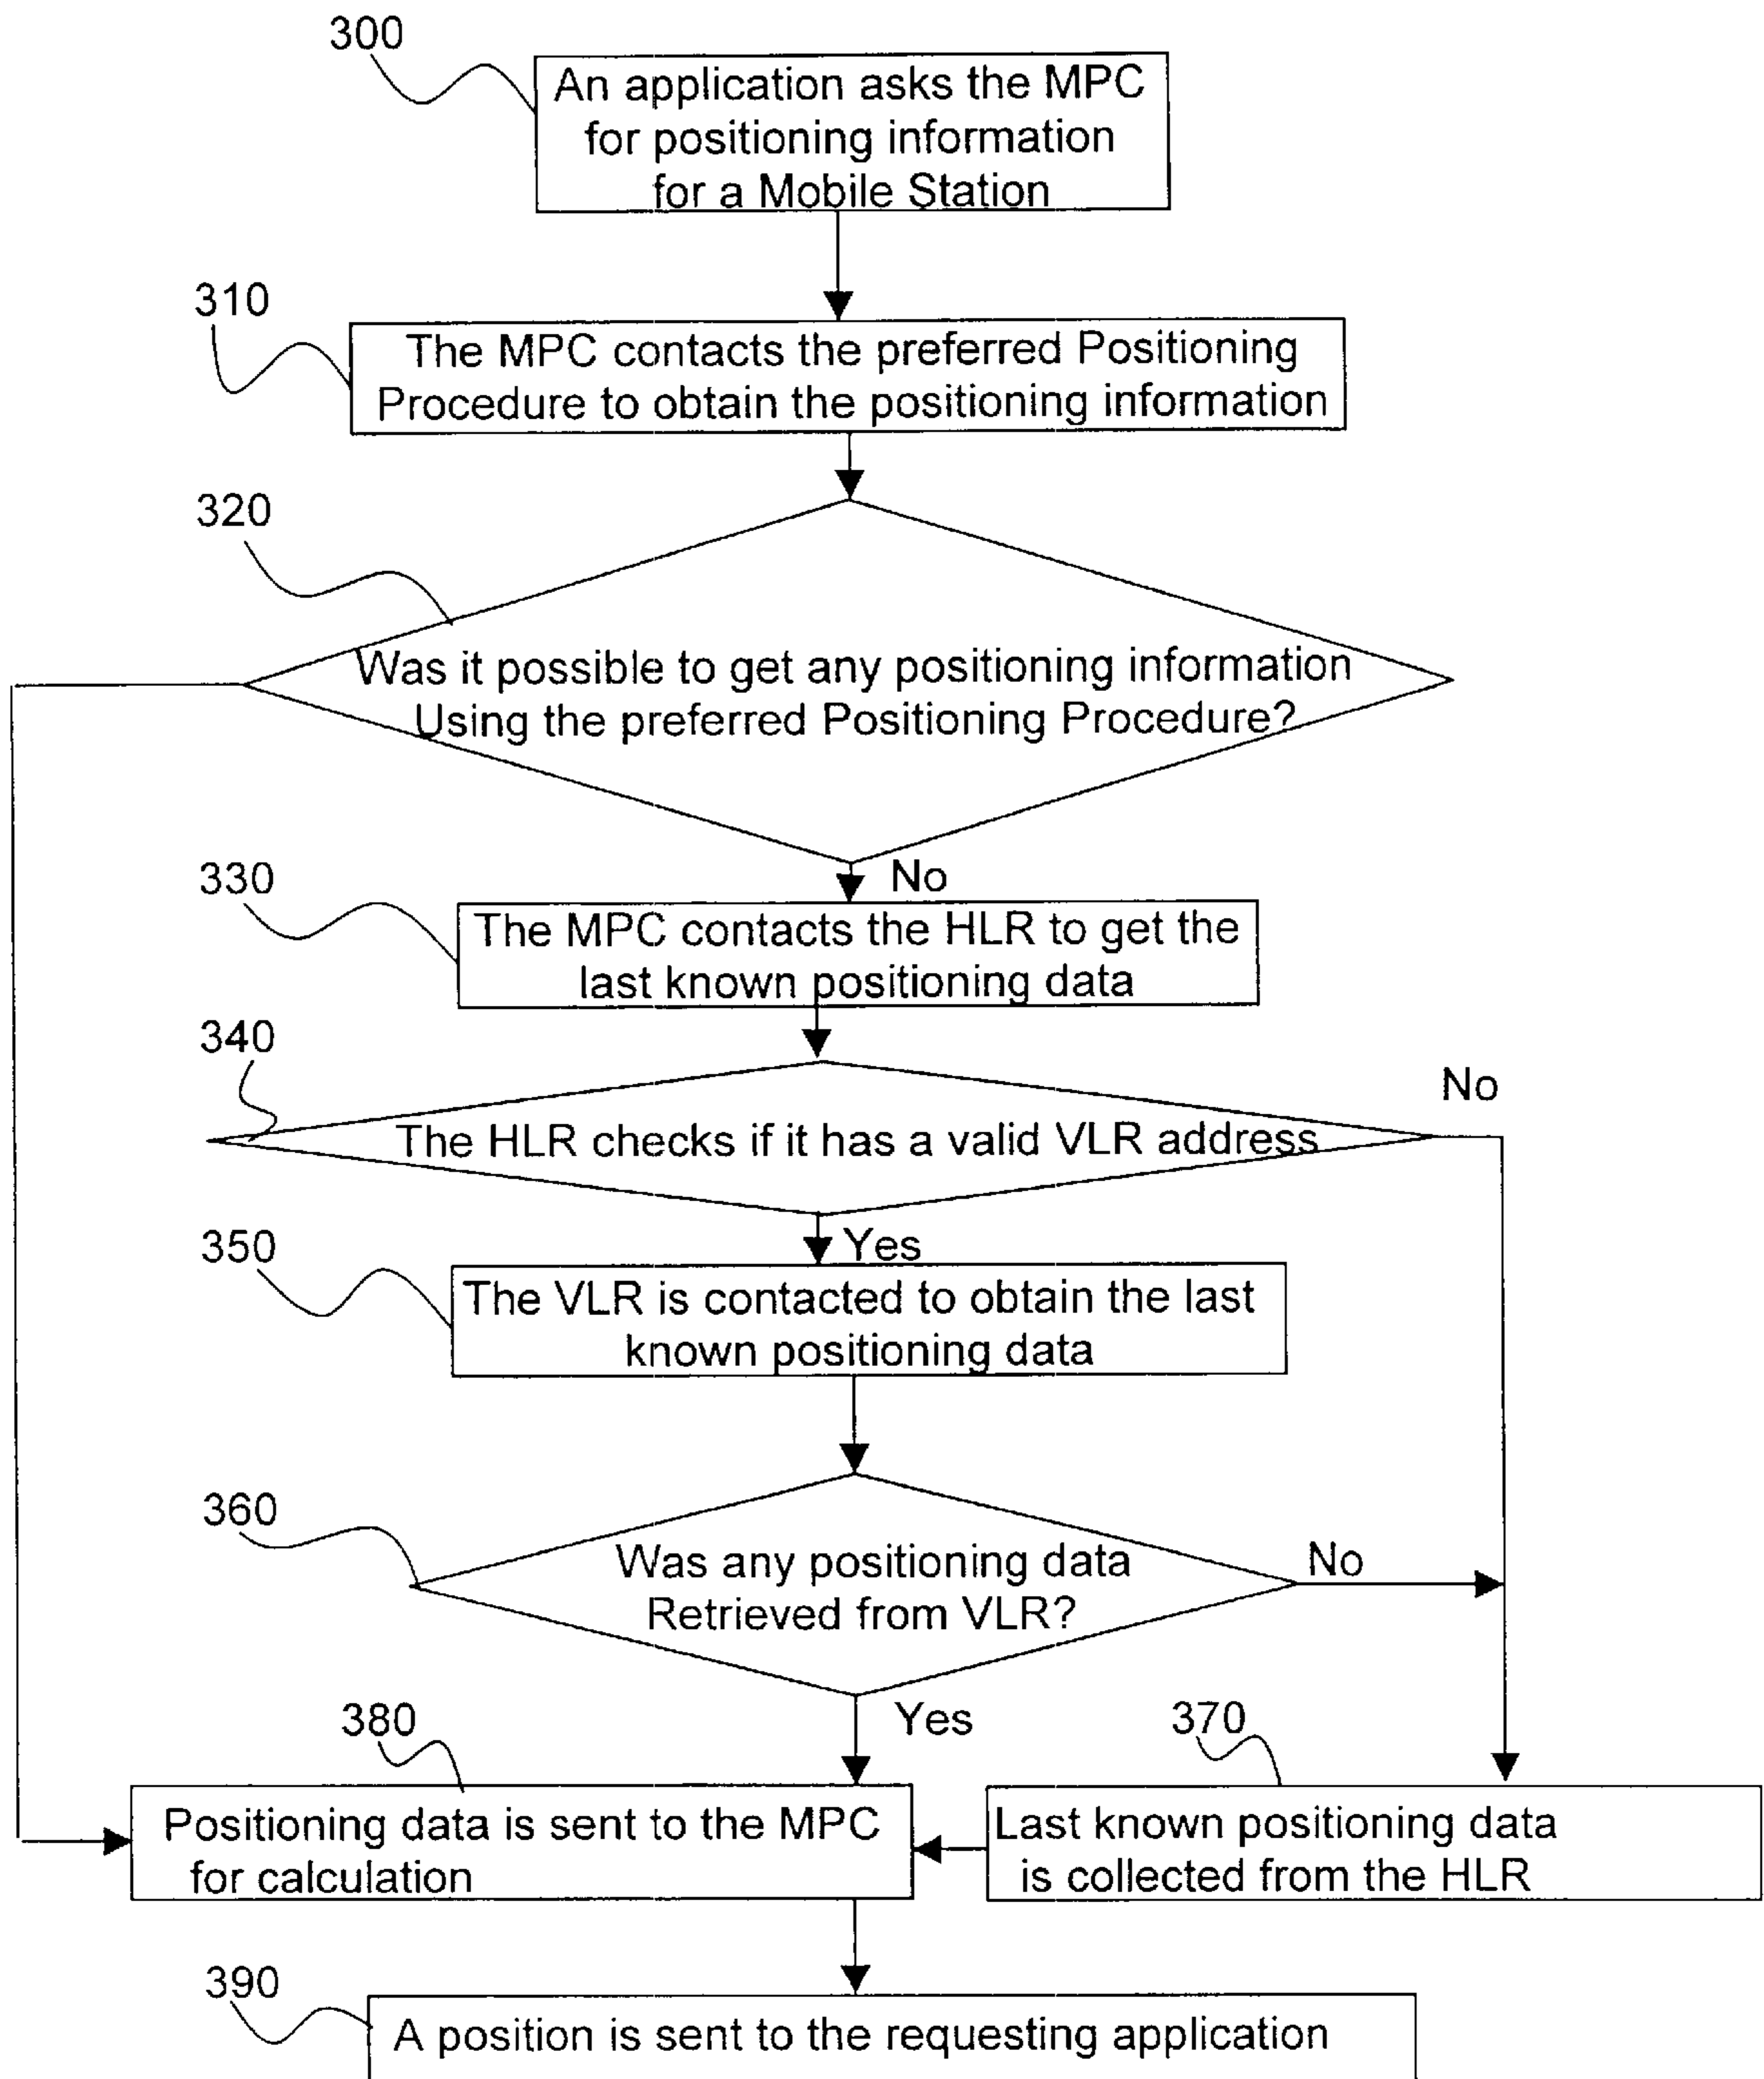 300
An application asks the MPC
for positioning information
for a Mobile Station
310
The MPC contacts the preferred Positioning
Procedure to obtain the positioning information
320
Was it possible to get any positioning information
Using the preferred Positioning Procedure?
No
330
The MPC contacts the HLR to get the
last known positioning data
340
No
The HLR checks if it has a valid VLR address
Yes
350
The VLR is contacted to obtain the last
known positioning data
360
Was any positioning data
Retrieved from VLR?
No
Yes
380
370
Positioning data is sent to the MPC
for calculation
Last known positioning data
is collected from the HLR
390
A position is sent to the requesting application